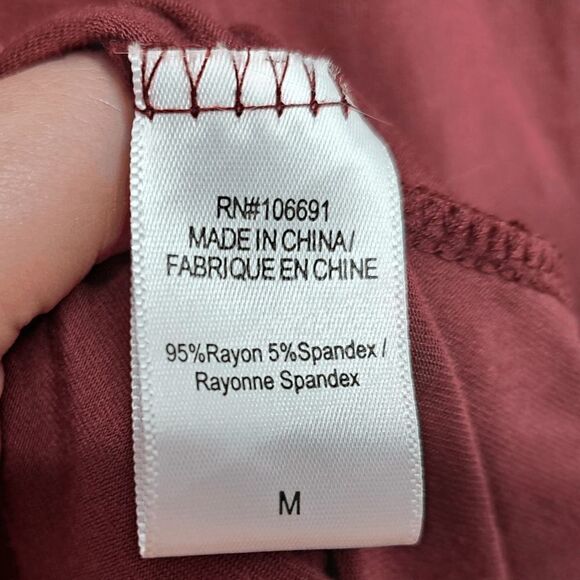 RN#106691
MADE IN CHINA/
FABRIQUE EN CHINE
95%Rayon 5%Spandex /
Rayonne Spandex
M